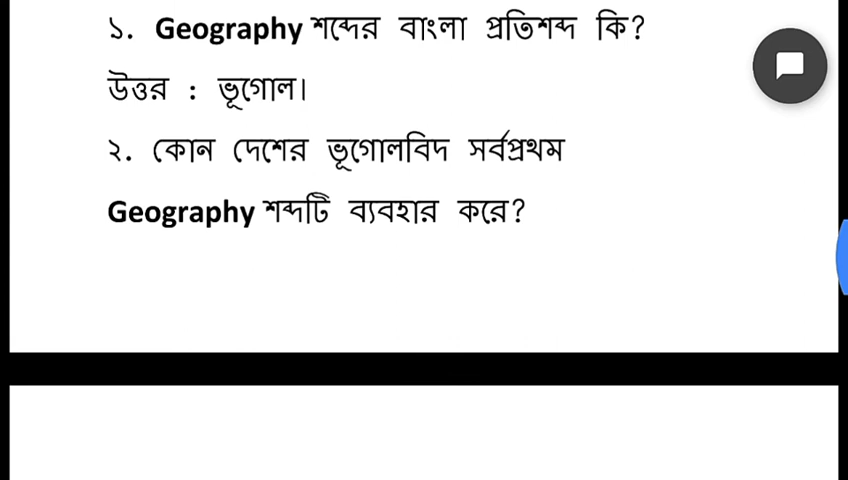 ১. Geography শব্দের বাংলা প্রতিশব্দ কি?
উত্তর : ভূগোল।
২. কোন দেশের ভূগোলবিদ সর্বপ্রথম
Geography শব্দটি ব্যবহার করে?